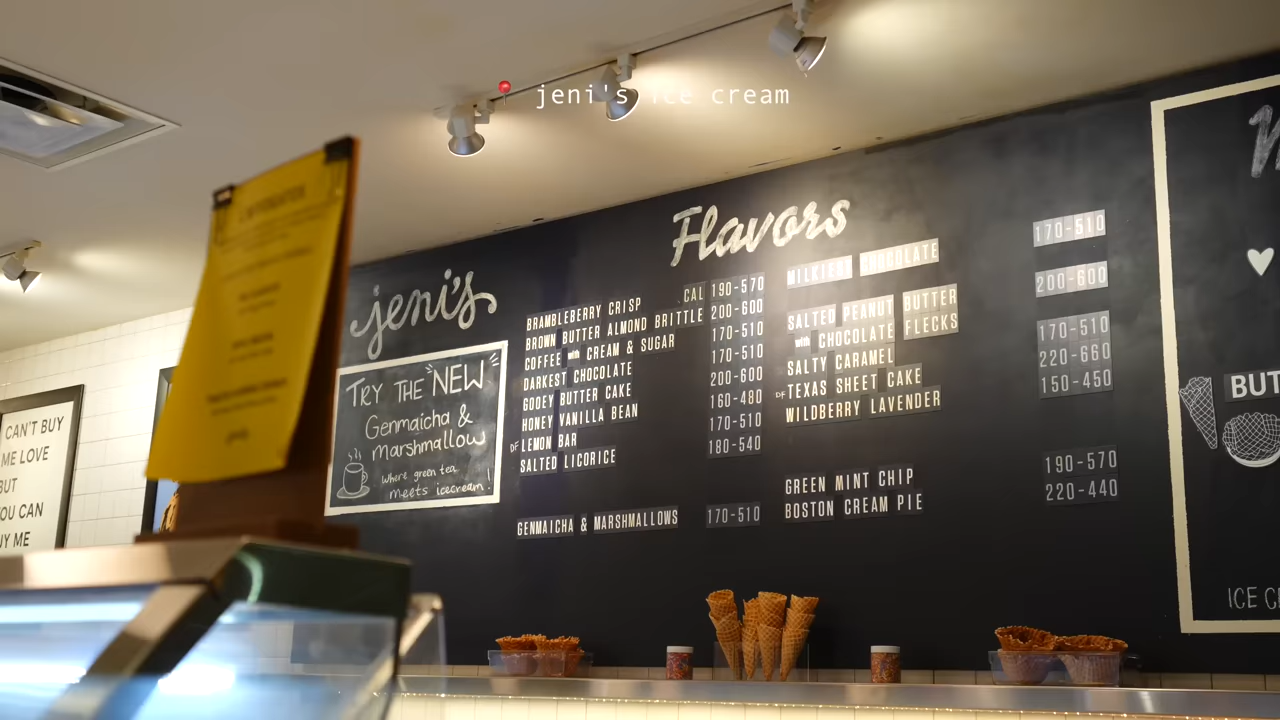 jeni's ice cream
Flavors
jeni's
TRY THE "NEW"
Genmaicha &
Marshmallow
where green tea
meets icecream!
BRAMBLEBERRY CRISP CAL 190-570
BROWN BUTTER ALMOND BRITTLE 200-600
COFFEE with CREAM & SUGAR 170-510
DARKEST CHOCOLATE 170-510
GOOEY BUTTER CAKE 200-600
HONEY VANILLA BEAN 160-480
DF LEMON BAR 170-510
SALTED LICORICE 180-540
GENMAICHA & MARSHMALLOWS 170-510
MILKIEST CHOCOLATE 170-510
SALTED PEANUT BUTTER 200-600
with CHOCOLATE FLECKS
SALTY CARAMEL 170-510
DF TEXAS SHEET CAKE 220-660
WILDBERRY LAVENDER 150-450
GREEN MINT CHIP 190-570
BOSTON CREAM PIE 220-440
CAN'T BUY
ME LOVE
BUT
YOU CAN
BUY ME
BUT
ICE C